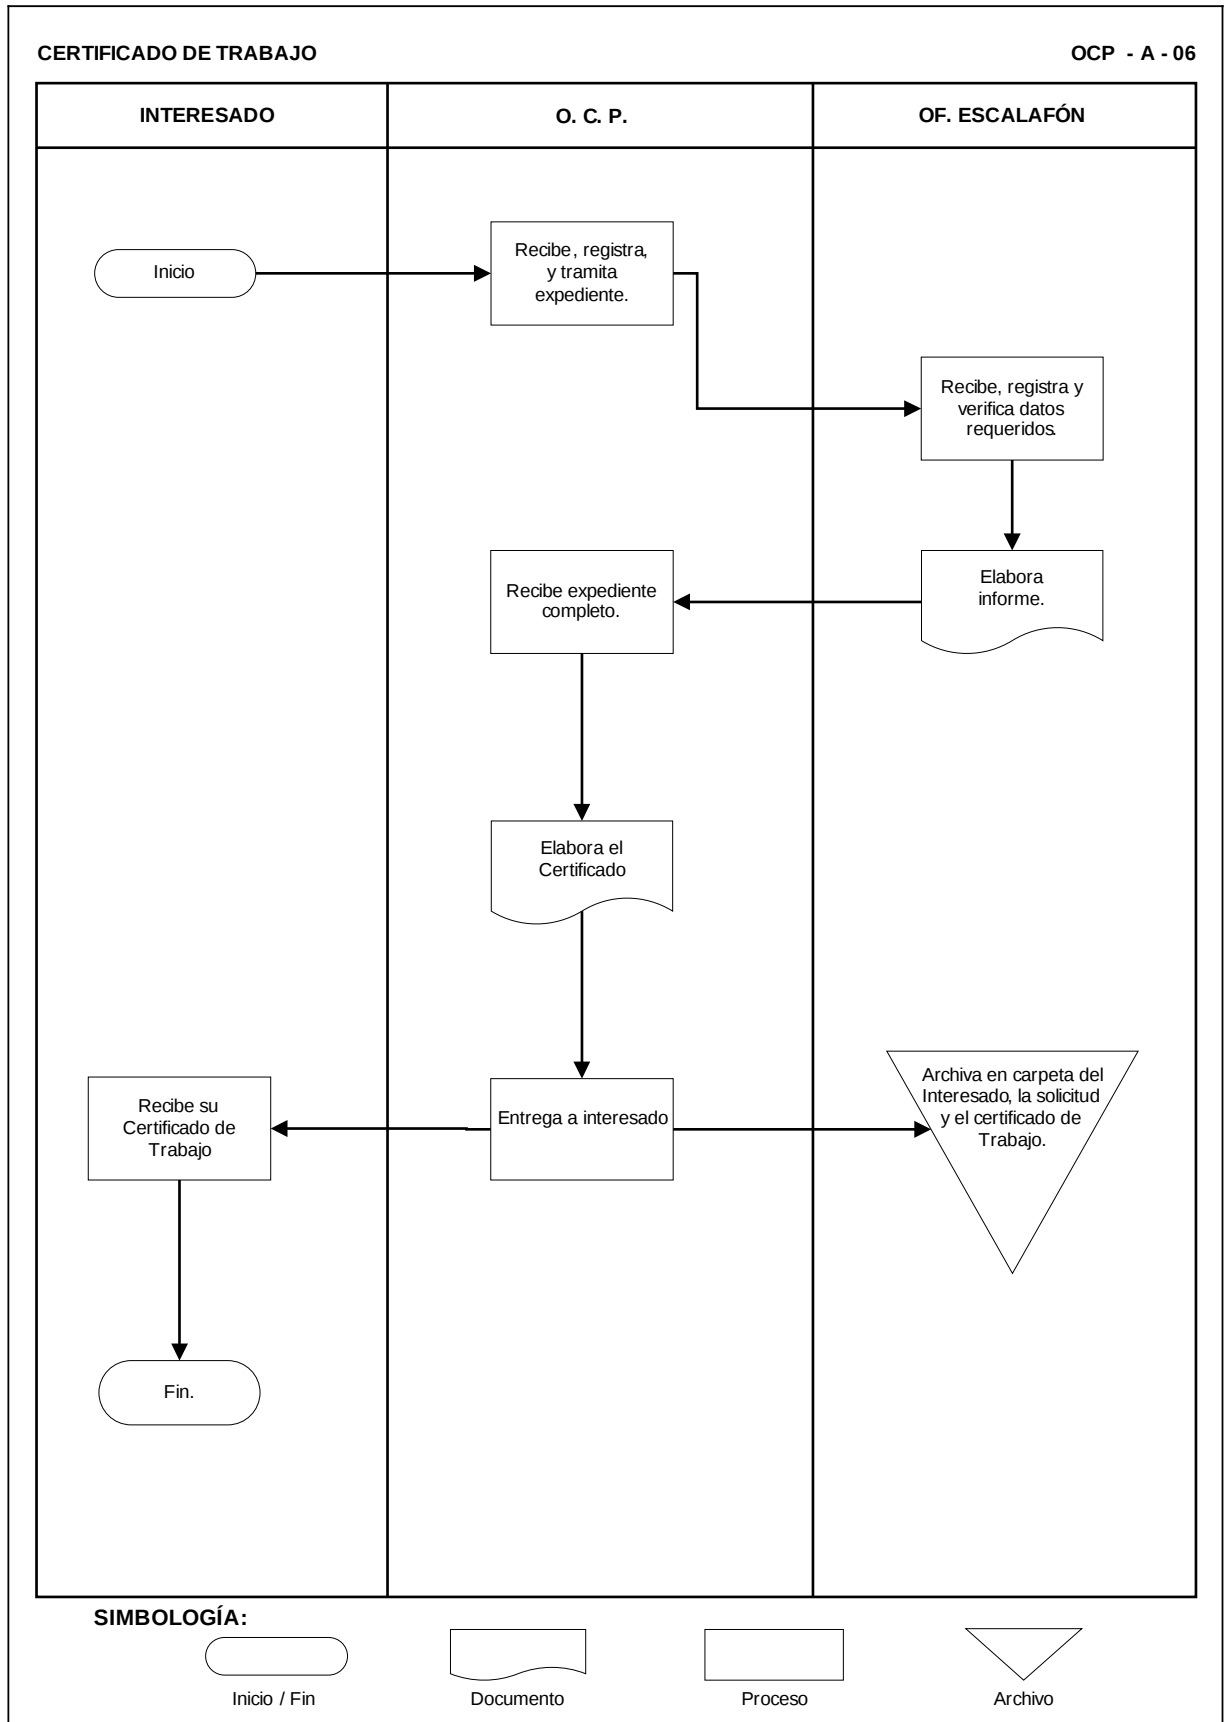 CERTIFICADO DE TRABAJO
OCP - A - 06
INTERESADO
O. C. P.
OF. ESCALAFÓN
Inicio
Recibe, registra,
y tramita
expediente.
Recibe, registra y
verifica datos
requeridos.
Elabora
informe.
Recibe expediente
completo.
Elabora el
Certificado
Entrega a interesado
Recibe su
Certificado de
Trabajo
Archiva en carpeta del
Interesado, la solicitud
y el certificado de
Trabajo.
Fin.
SIMBOLOGÍA:
Inicio / Fin
Documento
Proceso
Archivo